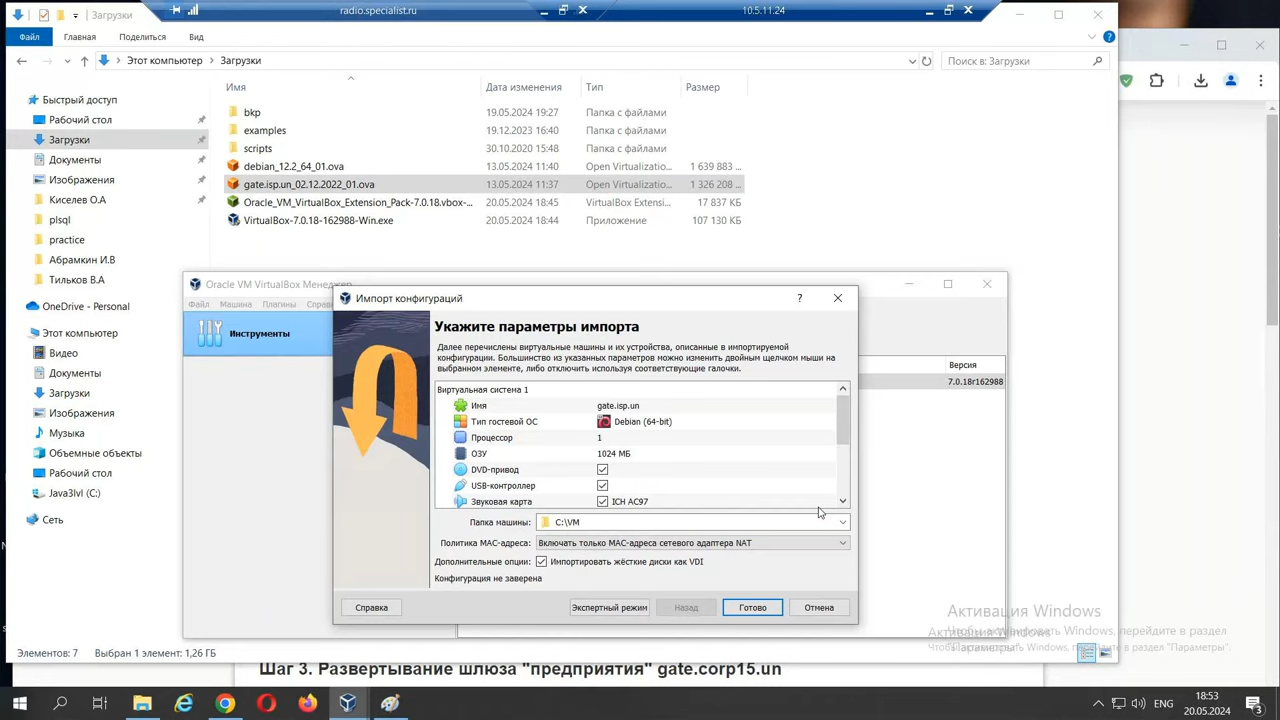 radio.specialist.ru
10.5.11.24
Загрузки
Файл
Главная
Поделиться
Вид
Этот компьютер
Загрузки
Поиск в: Загрузки
Имя
Дата изменения
Тип
Размер
Быстрый доступ
Рабочий стол
Загрузки
Документы
Изображения
Киселев О.А
plsql
practice
Абрамкин И.В
Тильков В.А
OneDrive - Personal
Этот компьютер
Видео
Документы
Загрузки
Изображения
Музыка
Объемные объекты
Рабочий стол
Java3lvl (C:)
Сеть
bkp 19.05.2024 19:27 Папка с файлами
examples 19.12.2023 16:40 Папка с файлами
scripts 30.10.2020 15:48 Папка с файлами
debian_12.2_64_01.ova 13.05.2024 11:40 Open Virtualizatio... 1 639 883 ...
gate.isp.un_02.12.2022_01.ova 13.05.2024 11:37 Open Virtualizatio... 1 326 208 ...
Oracle_VM_VirtualBox_Extension_Pack-7.0.18.vbox-... 20.05.2024 18:45 VirtualBox Extensi... 17 837 КБ
VirtualBox-7.0.18-162988-Win.exe 20.05.2024 18:44 Приложение 107 130 КБ
Oracle VM VirtualBox Менеджер
Файл Машина Плагины Справ
Инструменты
Версия
7.0.18r162988
Импорт конфигураций
?
Укажите параметры импорта
Далее перечислены виртуальные машины и их устройства, описанные в импортируемой
конфигурации. Большинство из указанных параметров можно изменить двойным щелчком мыши на
выбранном элементе, либо отключить используя соответствующие галочки.
Виртуальная система 1
Имя gate.isp.un
Тип гостевой ОС Debian (64-bit)
Процессор 1
ОЗУ 1024 МБ
DVD-привод
USB-контроллер
Звуковая карта ICH AC97
Папка машины: C:\VM
Политика MAC-адреса: Включать только MAC-адреса сетевого адаптера NAT
Дополнительные опции: Импортировать жёсткие диски как VDI
Конфигурация не заверена
Справка
Экспертный режим
Назад
Готово
Отмена
Активация Windows
Чтобы активировать Windows, перейдите в раздел
"Параметры".
Элементов: 7 Выбран 1 элемент: 1,26 ГБ
Шаг 3. Развертывание шлюза "предприятия" gate.corp15.un
ENG
18:53
20.05.2024
3